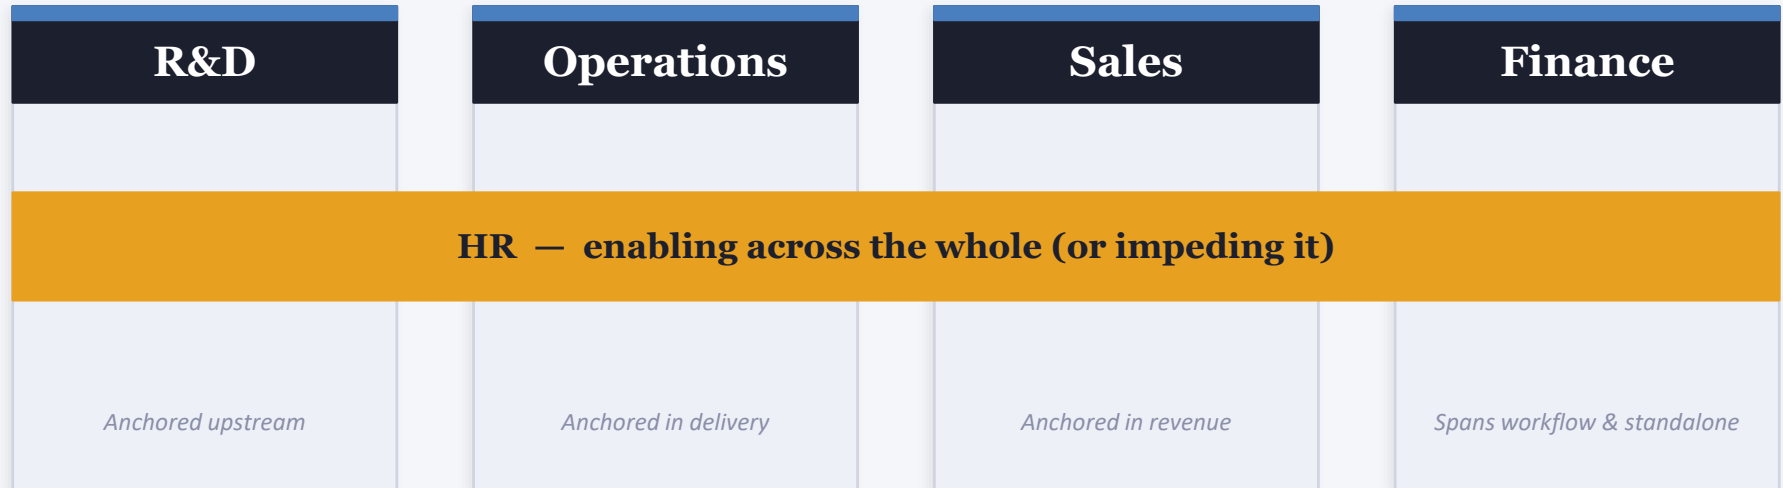 R&D
Operations
Sales
Finance
HR — enabling across the whole (or impeding it)
Anchored upstream
Anchored in delivery
Anchored in revenue
Spans workflow & standalone